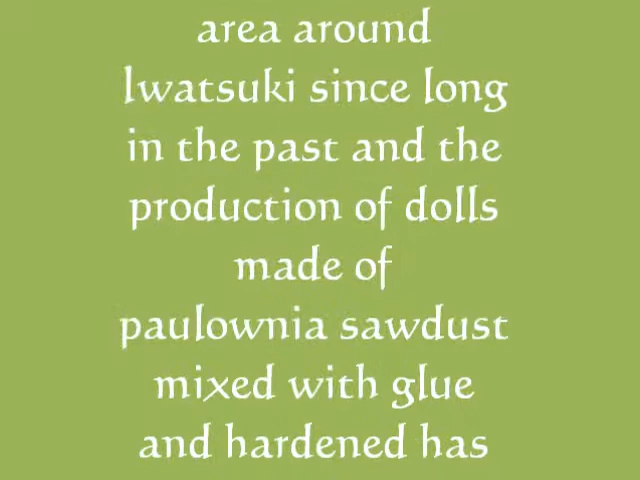 area around
lwatsuki since long
in the past and the
production of dolls
made of
paulownia sawdust
mixed with glue
and hardened has